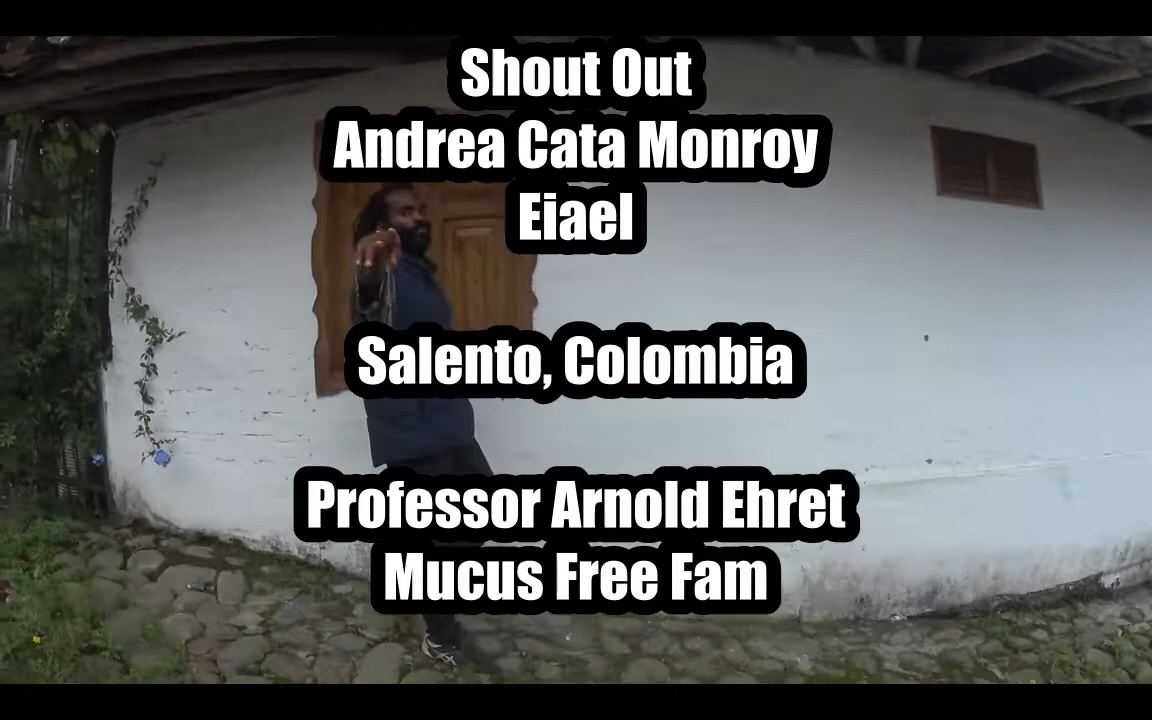 Shout Out
Andrea Cata Monroy
Eiael
Salento, Colombia
Professor Arnold Ehret
Mucus Free Fam